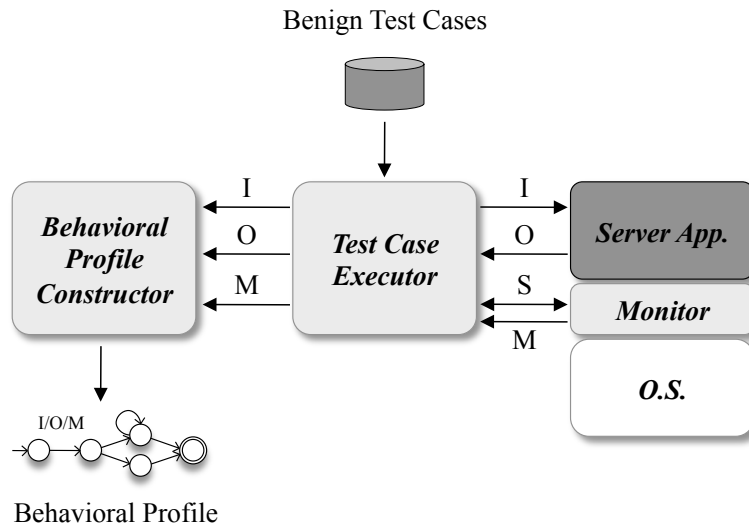 Benign Test Cases
I
O
M
Behavioral
Profile
Constructor
Test Case
Executor
I
O
S
M
Server App.
Monitor
O.S.
I/O/M
Behavioral Profile